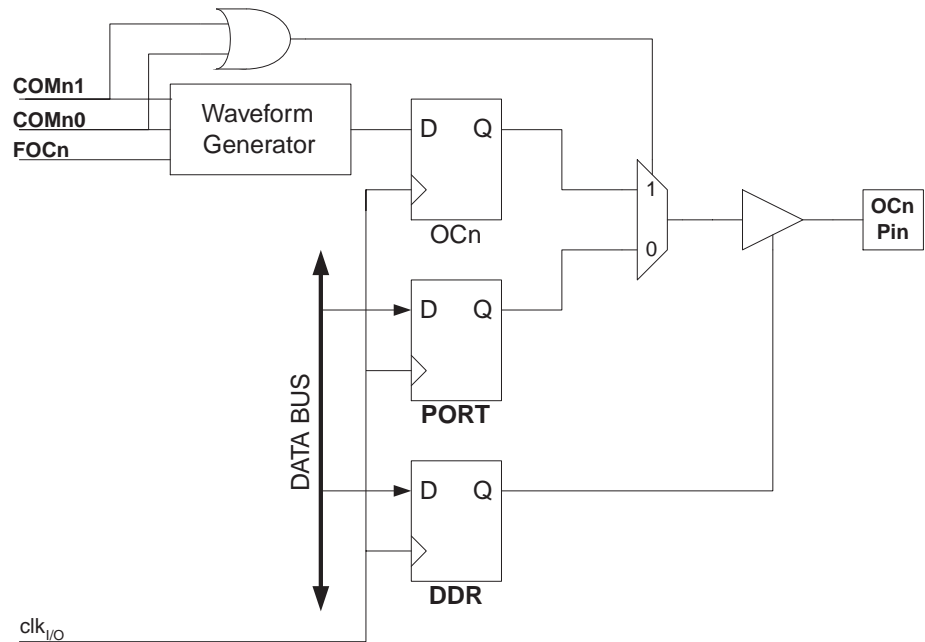 COMn1
COMn0
FOCn
Waveform
Generator
D Q
OCn
1
0
OCn
Pin
D Q
PORT
DATA BUS
D Q
DDR
clkI/O